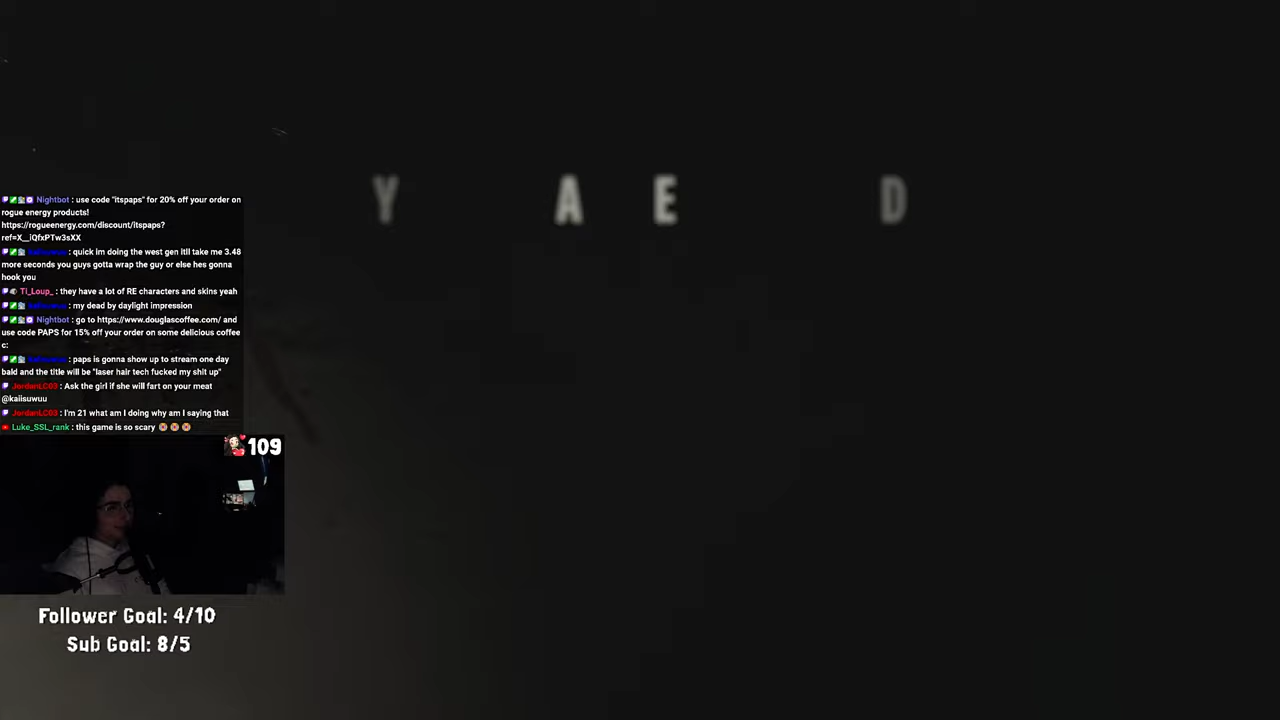 Y A E D
Nightbot : use code "itspaps" for 20% off your order on
rogue energy products!
https://rogueenergy.com/discount/itspaps?
ref=X__iQfxPTw3sXX
: quick im doing the west gen itll take me 3.48
more seconds you guys gotta wrap the guy or else hes gonna
hook you
Ti_Loup_ : they have a lot of RE characters and skins yeah
: my dead by daylight impression
Nightbot : go to https://www.douglascoffee.com/ and
use code PAPS for 15% off your order on some delicious coffee
c:
: paps is gonna show up to stream one day
bald and the title will be "laser hair tech fucked my shit up"
JordanLC03 : Ask the girl if she will fart on your meat
@kaiisuwuu
JordanLC03 : I'm 21 what am I doing why am I saying that
Luke_SSL_rank : this game is so scary
109
Follower Goal: 4/10
Sub Goal: 8/5